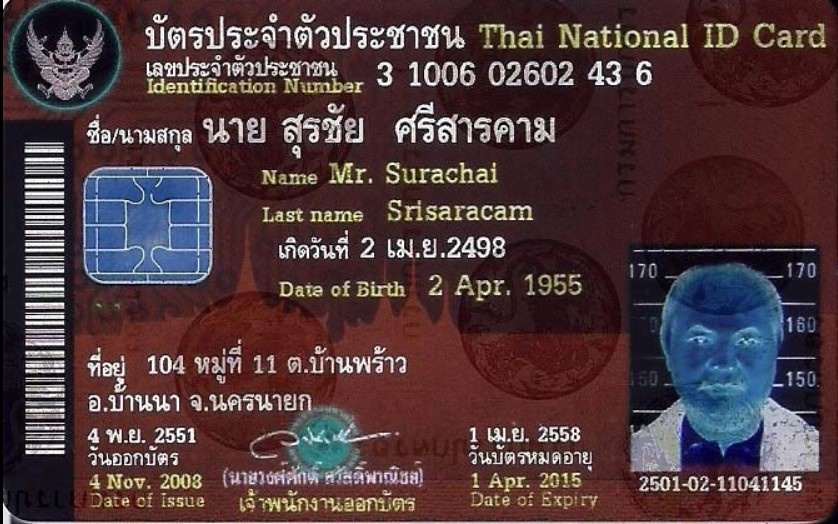 บัตรประจำตัวประชาชน Thai National ID Card
เลขประจำตัวประชาชน
Identification Number 3 1006 02602 43 6
ชื่อ/นามสกุล นาย สุรชัย ศรีสารคาม
Name Mr. Surachai
Last name Srisaracam
เกิดวันที่ 2 เม.ย.2498
Date of Birth 2 Apr. 1955
ที่อยู่ 104 หมู่ที่ 11 ต.บ้านพร้าว
อ.บ้านนา จ.นครนายก
4 พ.ย. 2551
วันออกบัตร
4 Nov. 2008
Date of Issue
(นายวงศ์ศักดิ์ สวัสดิ์พาณิชย์)
เจ้าพนักงานออกบัตร
1 เม.ย. 2558
วันบัตรหมดอายุ
1 Apr. 2015
Date of Expiry
170 170
160
150 150
2501-02-11041145